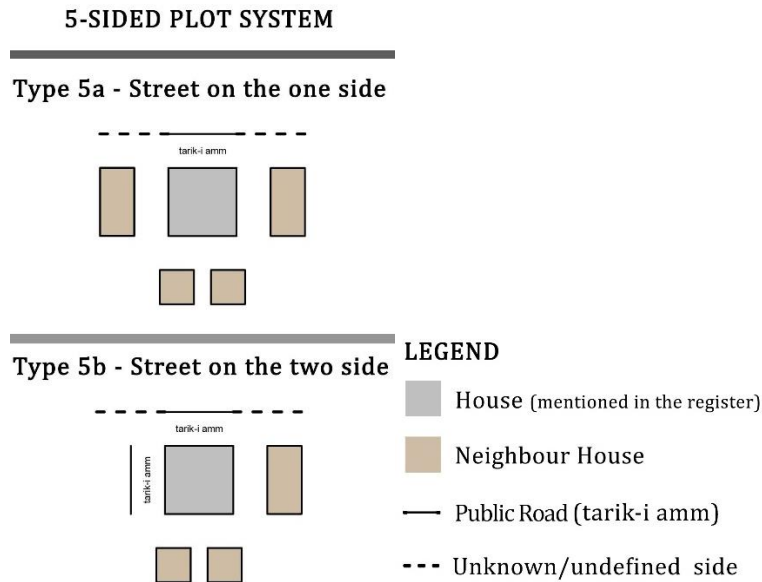 5-SIDED PLOT SYSTEM
Type 5a - Street on the one side
tarik-i amm
Type 5b - Street on the two side
tarik-i amm
tarik-i amm
LEGEND
House (mentioned in the register)
Neighbour House
Public Road (tarik-i amm)
Unknown/undefined side